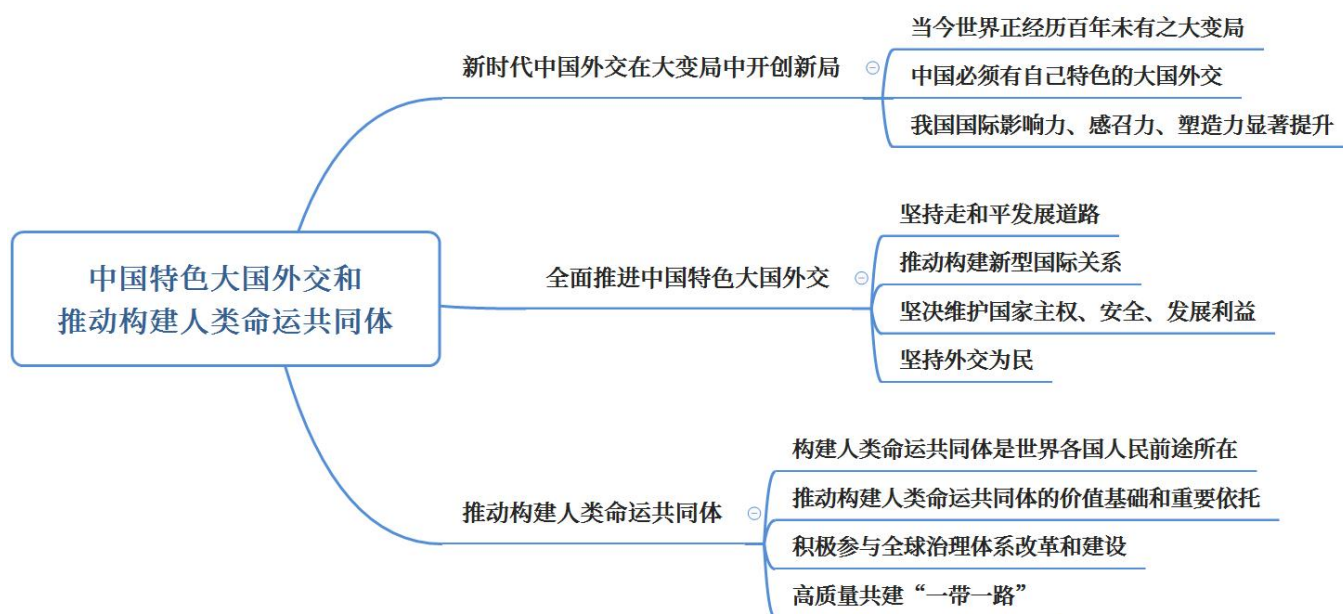 中国特色大国外交和
推动构建人类命运共同体
新时代中国外交在大变局中开创新局
当今世界正经历百年未有之大变局
中国必须有自己特色的大国外交
我国国际影响力、感召力、塑造力显著提升
全面推进中国特色大国外交
坚持走和平发展道路
推动构建新型国际关系
坚决维护国家主权、安全、发展利益
坚持外交为民
推动构建人类命运共同体
构建人类命运共同体是世界各国人民前途所在
推动构建人类命运共同体的价值基础和重要依托
积极参与全球治理体系改革和建设
高质量共建“一带一路”